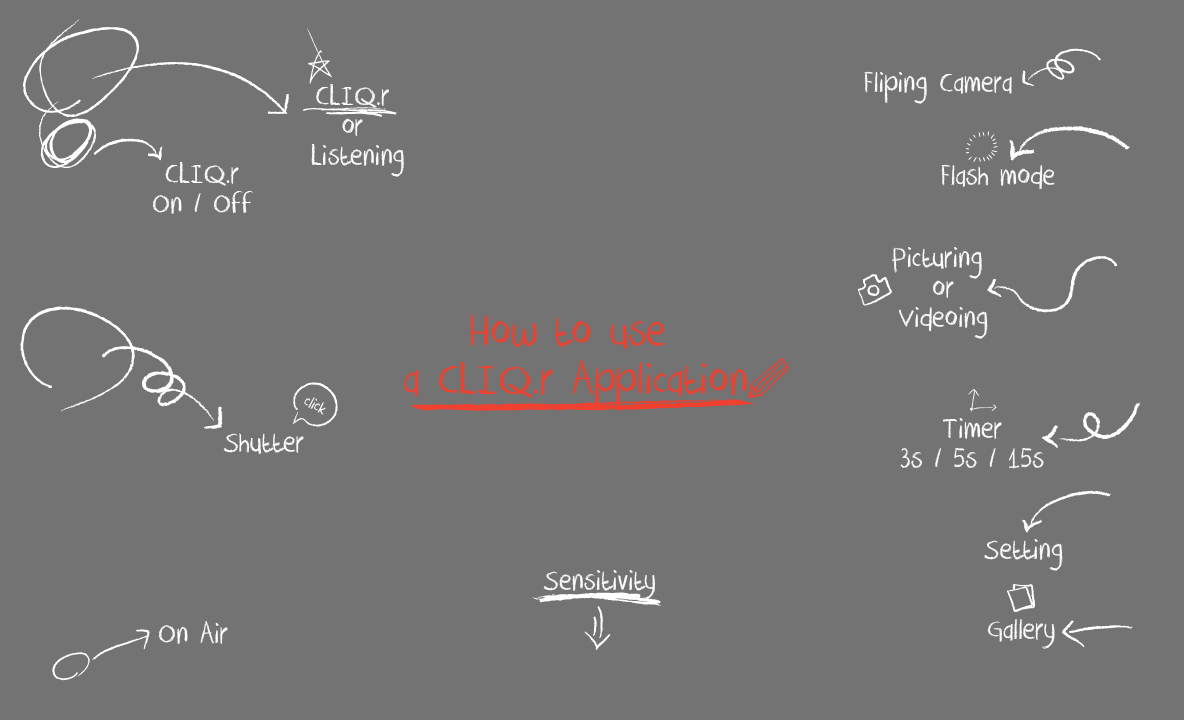 CLIQ.r
or
Listening
CLIQ.r
On / Off
Fliping Camera
Flash mode
Picturing
or
Videoing
How to use
a CLIQ.r Application
click
Shutter
Timer
3s / 5s / 15s
Setting
Sensitivity
Gallery
On Air